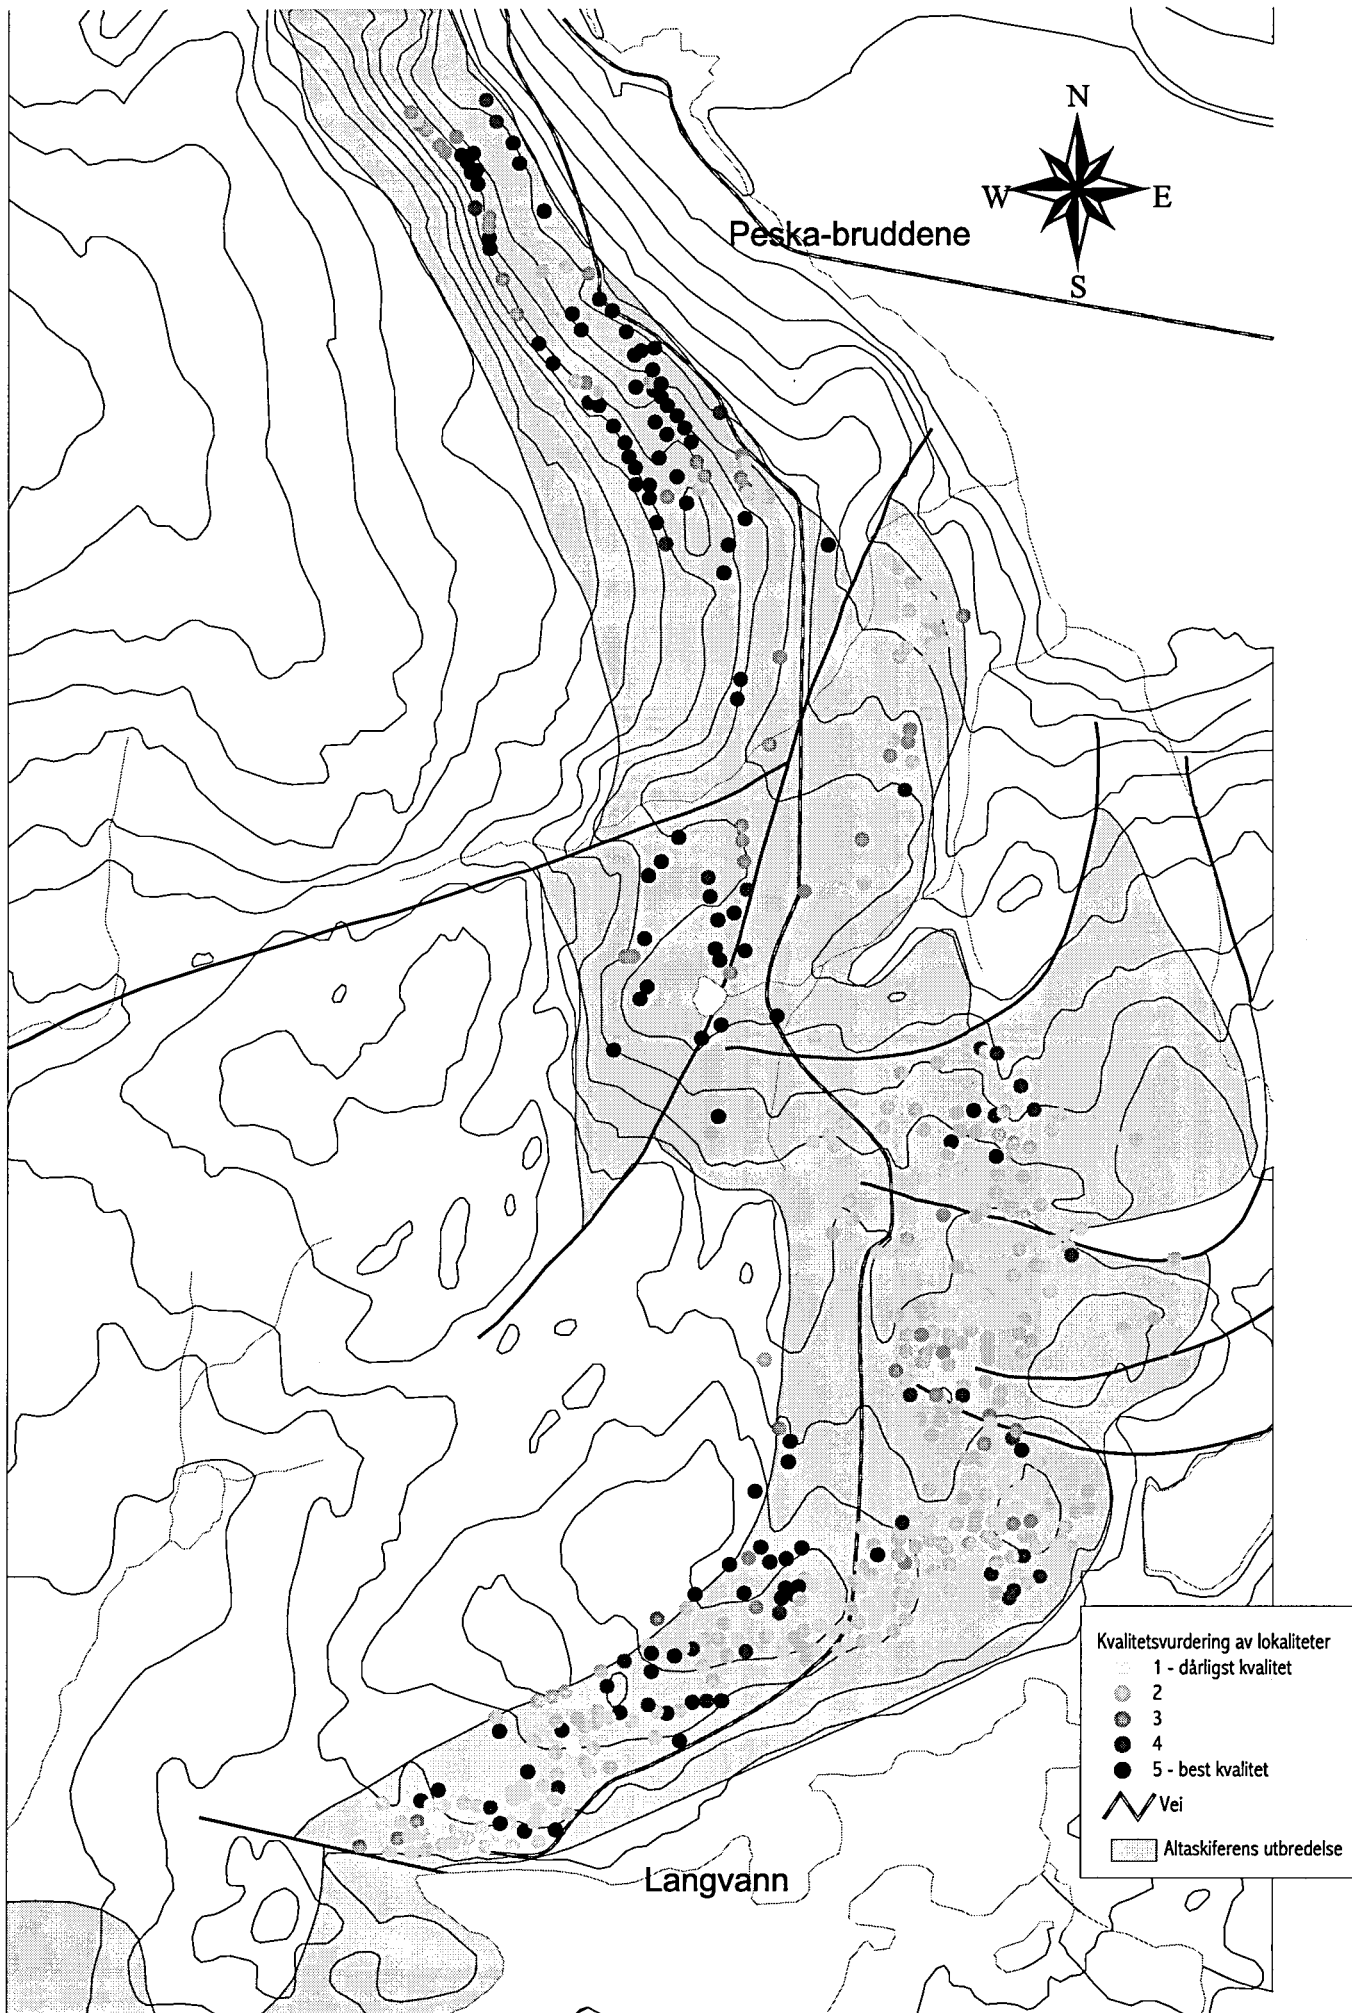 N
W
E
S
Peska-bruddene
Kvalitetsvurdering av lokaliteter
1 - dårligst kvalitet
2
3
4
5 - best kvalitet
Vei
Altaskiferens utbredelse
Langvann